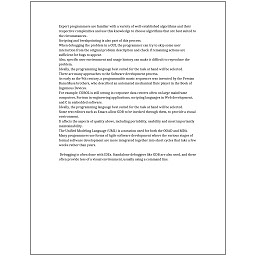 Expert programmers are familiar with a variety of well-established algorithms and their
respective complexities and use this knowledge to choose algorithms that are best suited to
the circumstances.
Scripting and breakpointing is also part of this process.
When debugging the problem in a GUI, the programmer can try to skip some user
interaction from the original problem description and check if remaining actions are
sufficient for bugs to appear.
Also, specific user environment and usage history can make it difficult to reproduce the
problem.
Ideally, the programming language best suited for the task at hand will be selected.
There are many approaches to the Software development process.
As early as the 9th century, a programmable music sequencer was invented by the Persian
Banu Musa brothers, who described an automated mechanical flute player in the Book of
Ingenious Devices.
For example, COBOL is still strong in corporate data centers often on large mainframe
computers, Fortran in engineering applications, scripting languages in Web development,
and C in embedded software.
Ideally, the programming language best suited for the task at hand will be selected.
Some text editors such as Emacs allow GDB to be invoked through them, to provide a visual
environment.
It affects the aspects of quality above, including portability, usability and most importantly
maintainability.
The Unified Modeling Language (UML) is a notation used for both the OOAD and MDA.
Many programmers use forms of Agile software development where the various stages of
formal software development are more integrated together into short cycles that take a few
weeks rather than years.
Debugging is often done with IDEs. Standalone debuggers like GDB are also used, and these
often provide less of a visual environment, usually using a command line.